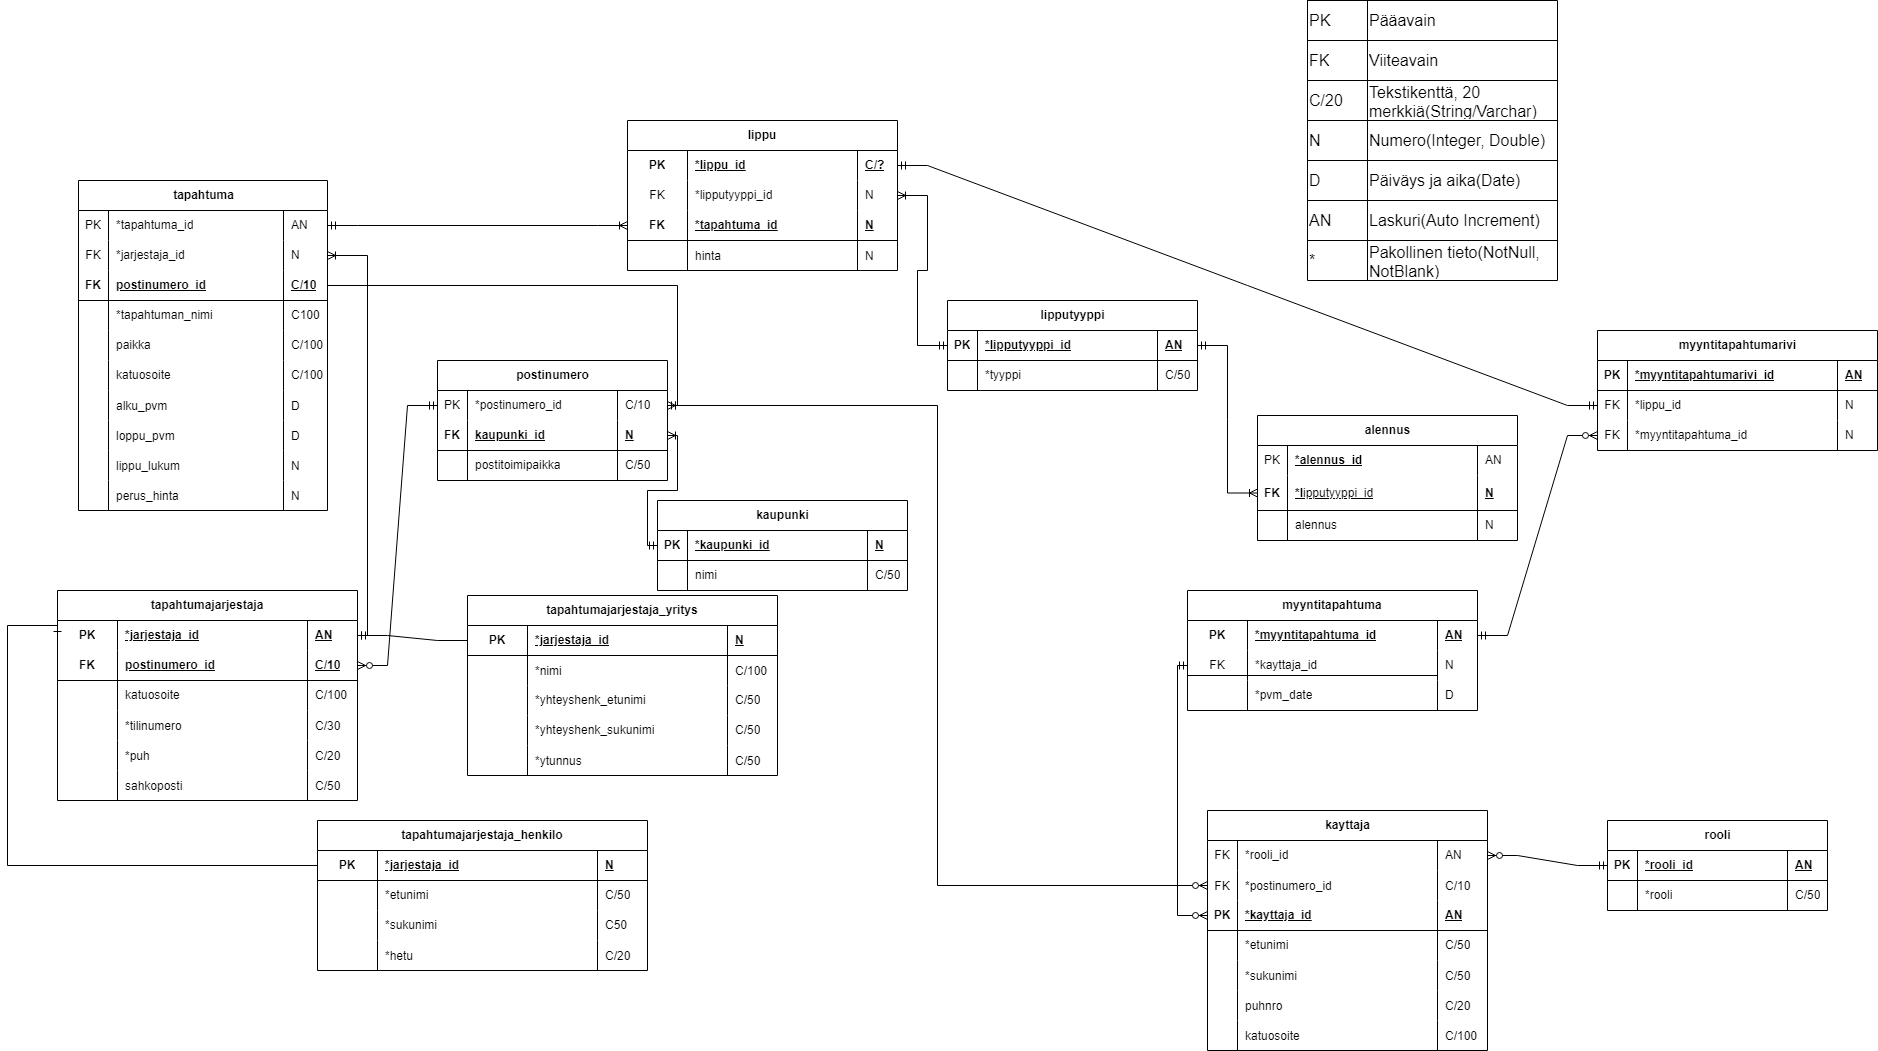 PK Pääavain
FK Viiteavain
C/20 Tekstikenttä, 20
merkkiä(String/Varchar)
N Numero(Integer, Double)
D Päiväys ja aika(Date)
AN Laskuri(Auto Increment)
* Pakollinen tieto(NotNull,
NotBlank)
lippu
PK *lippu_id C/?
FK *lipputyyppi_id N
FK *tapahtuma_id N
hinta N
tapahtuma
PK *tapahtuma_id AN
FK *jarjestaja_id N
FK postinumero_id C/10
*tapahtuman_nimi C100
paikka C/100
katuosoite C/100
alku_pvm D
loppu_pvm D
lippu_lukum N
perus_hinta N
lipputyyppi
PK *lipputyyppi_id AN
*tyyppi C/50
myyntitapahtumarivi
PK *myyntitapahtumarivi_id AN
FK *lippu_id N
FK *myyntitapahtuma_id N
postinumero
PK *postinumero_id C/10
FK kaupunki_id N
postitoimipaikka C/50
alennus
PK *alennus_id AN
FK *lipputyyppi_id N
alennus N
kaupunki
PK *kaupunki_id N
nimi C/50
tapahtumajarjestaja
PK *jarjestaja_id AN
FK postinumero_id C/10
katuosoite C/100
*tilinumero C/30
*puh C/20
sahkoposti C/50
tapahtumajarjestaja_yritys
PK *jarjestaja_id N
*nimi C/100
*yhteyshenk_etunimi C/50
*yhteyshenk_sukunimi C/50
*ytunnus C/50
myyntitapahtuma
PK *myyntitapahtuma_id AN
FK *kayttaja_id N
*pvm_date D
tapahtumajarjestaja_henkilo
PK *jarjestaja_id N
*etunimi C/50
*sukunimi C50
*hetu C/20
kayttaja
FK *rooli_id AN
FK *postinumero_id C/10
PK *kayttaja_id AN
*etunimi C/50
*sukunimi C/50
puhnro C/20
katuosoite C/100
rooli
PK *rooli_id AN
*rooli C/50